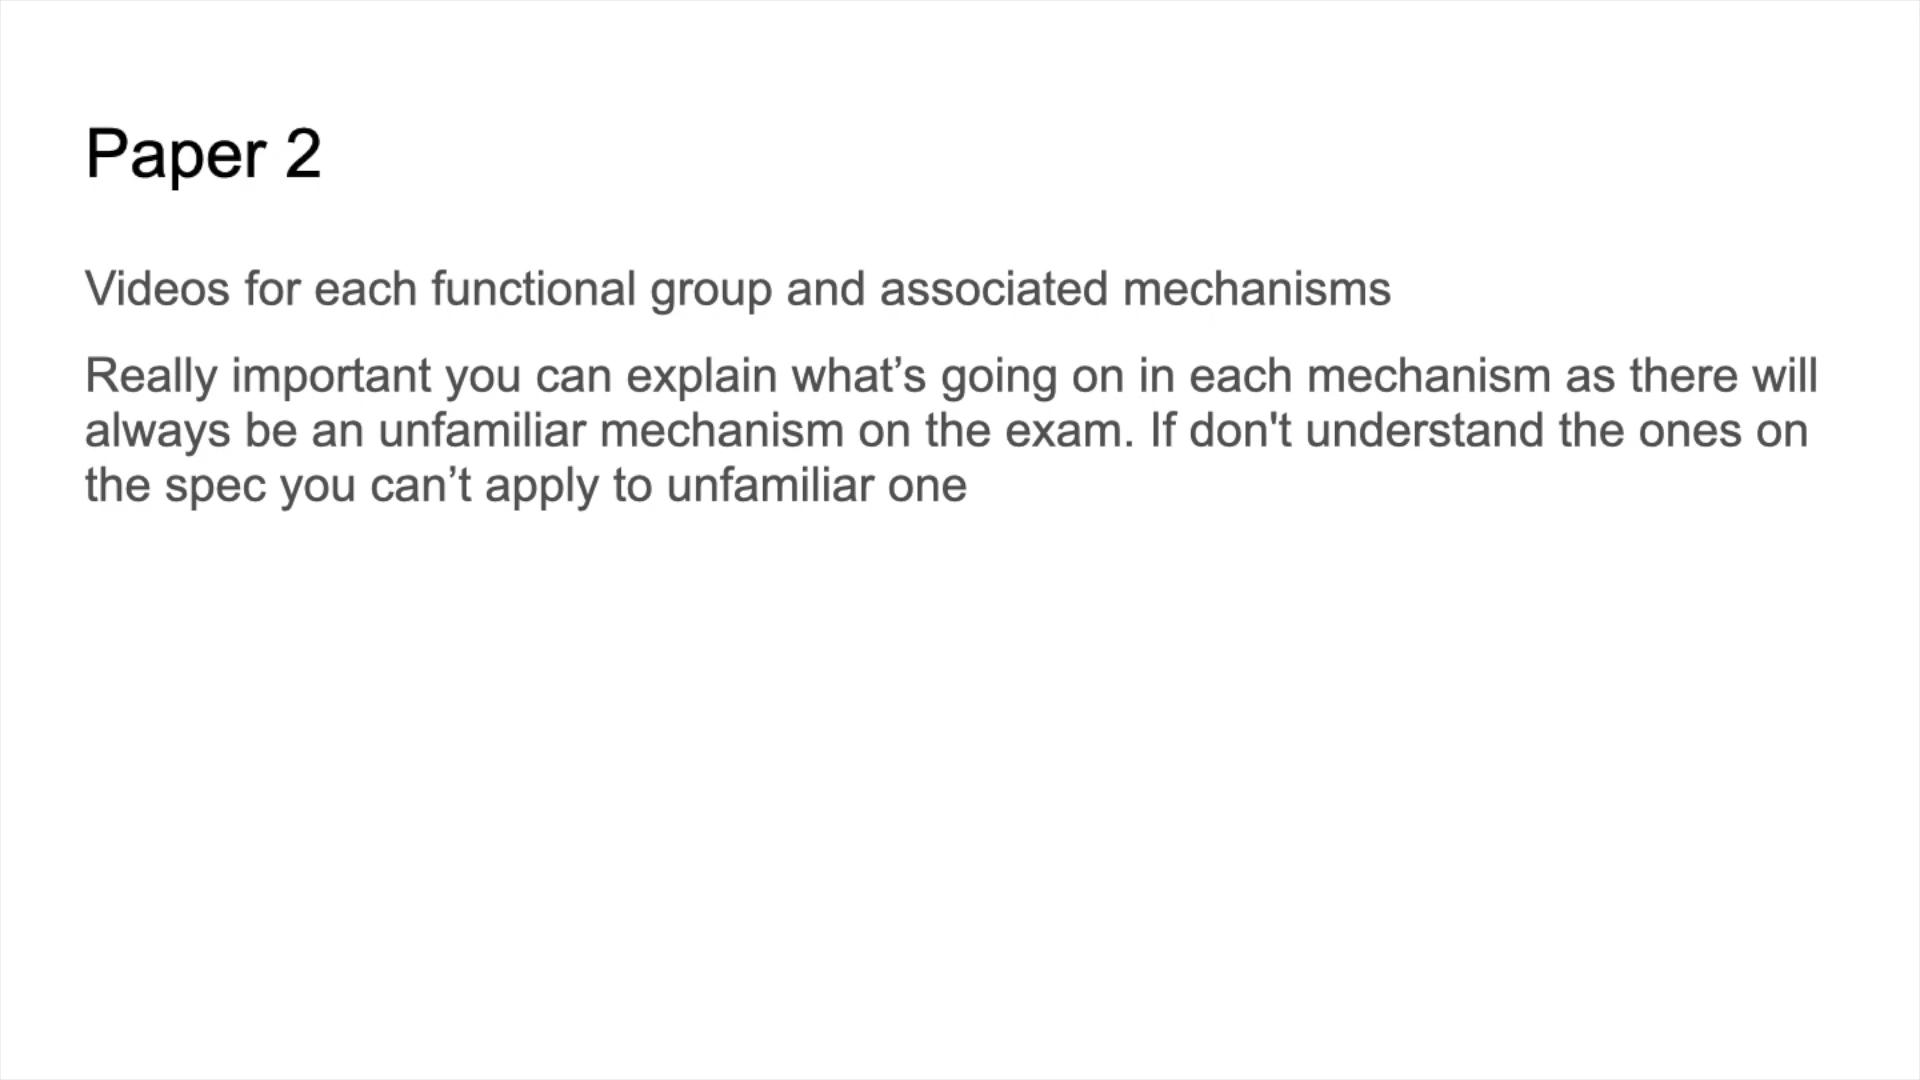 Paper 2
Videos for each functional group and associated mechanisms
Really important you can explain what’s going on in each mechanism as there will
always be an unfamiliar mechanism on the exam. If don't understand the ones on
the spec you can’t apply to unfamiliar one